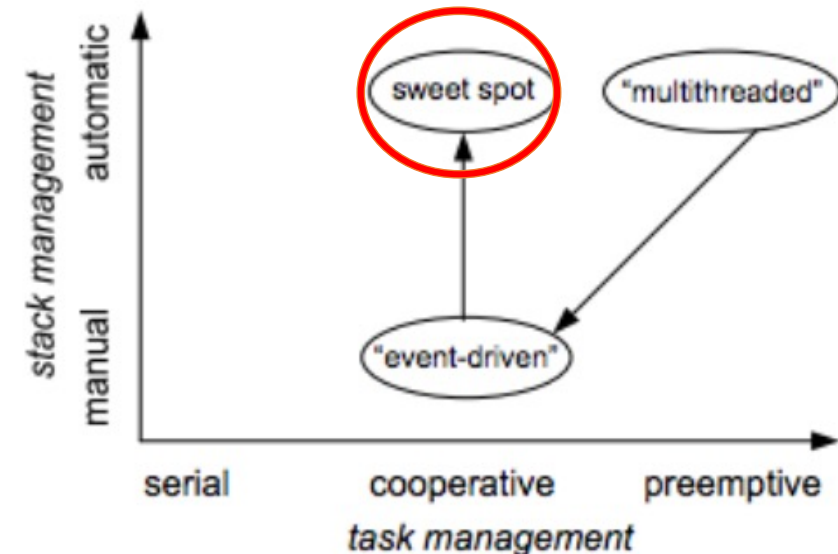 stack management
automatic
manual
sweet spot
"multithreaded"
"event-driven"
serial
cooperative
preemptive
task management